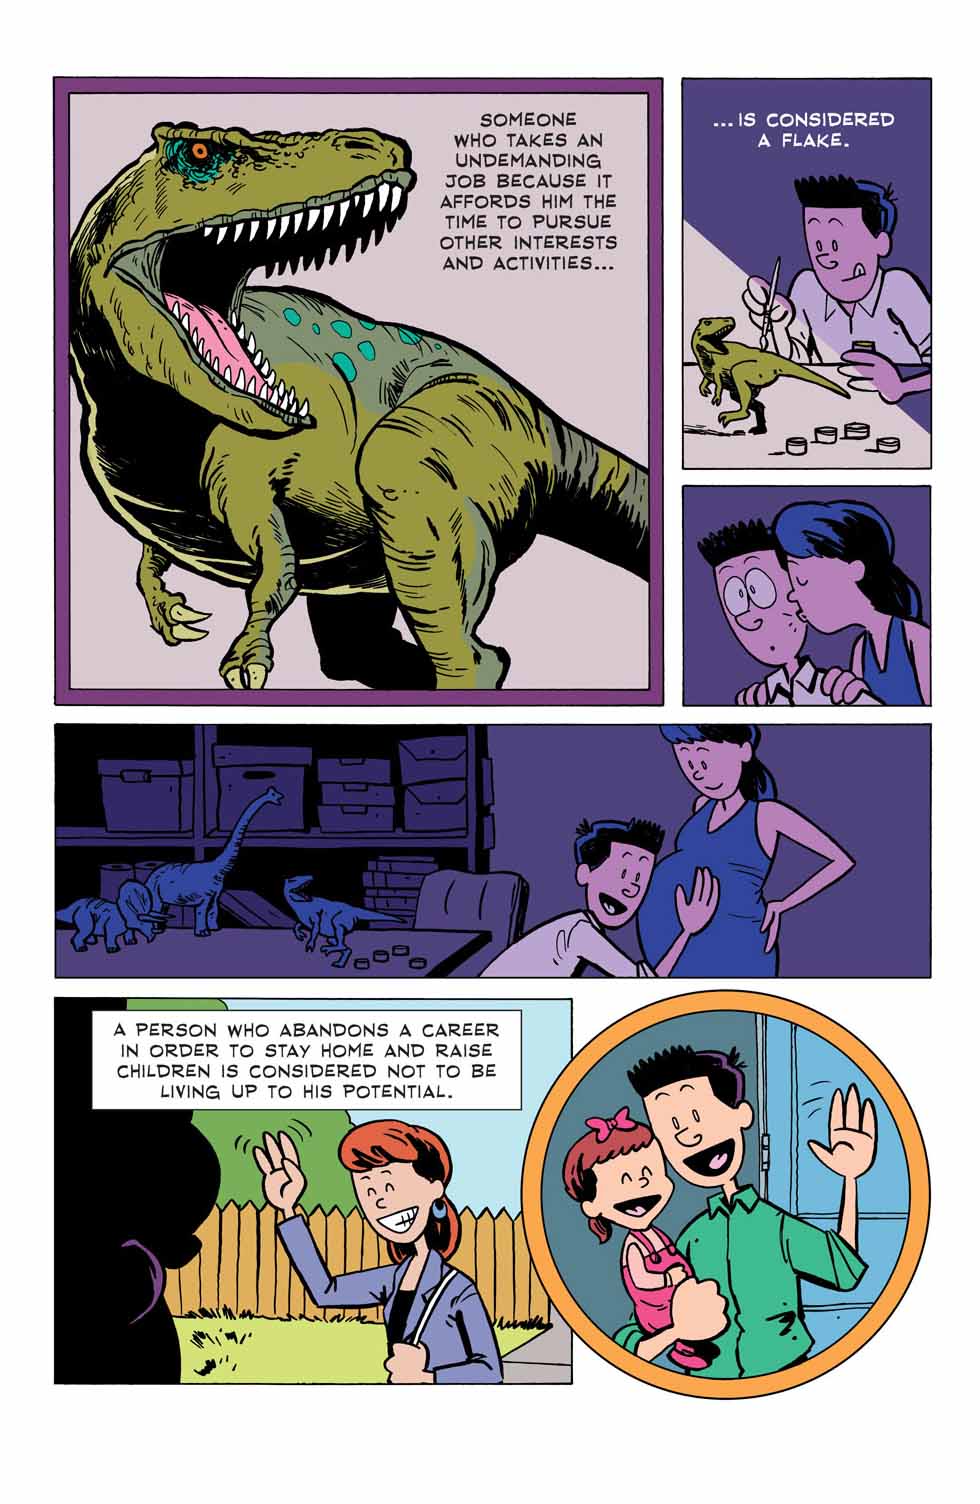 SOMEONE
WHO TAKES AN
UNDEMANDING
JOB BECAUSE IT
AFFORDS HIM THE
TIME TO PURSUE
OTHER INTERESTS
AND ACTIVITIES...
... IS CONSIDERED
A FLAKE.
A PERSON WHO ABANDONS A CAREER
IN ORDER TO STAY HOME AND RAISE
CHILDREN IS CONSIDERED NOT TO BE
LIVING UP TO HIS POTENTIAL.